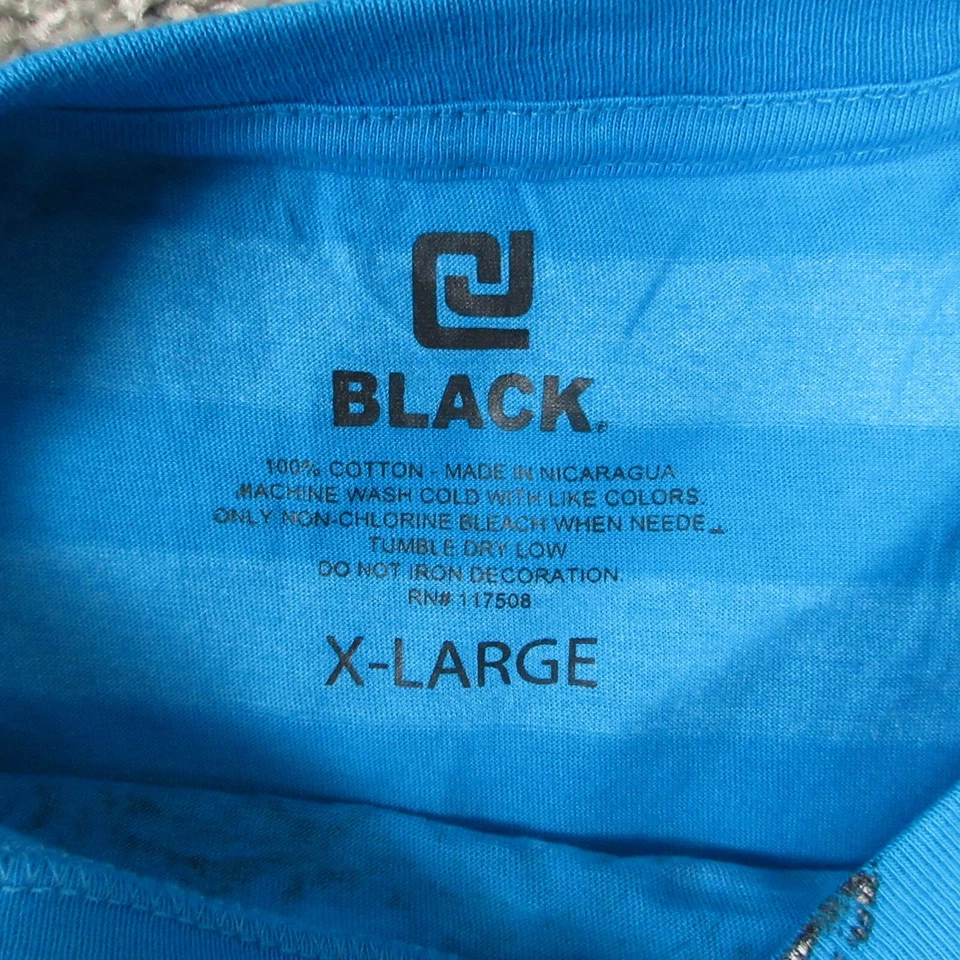 BLACK
100% COTTON - MADE IN NICARAGUA
MACHINE WASH COLD WITH LIKE COLORS.
ONLY NON-CHLORINE BLEACH WHEN NEEDE
TUMBLE DRY LOW
DO NOT IRON DECORATION.
RN# 117508
X-LARGE